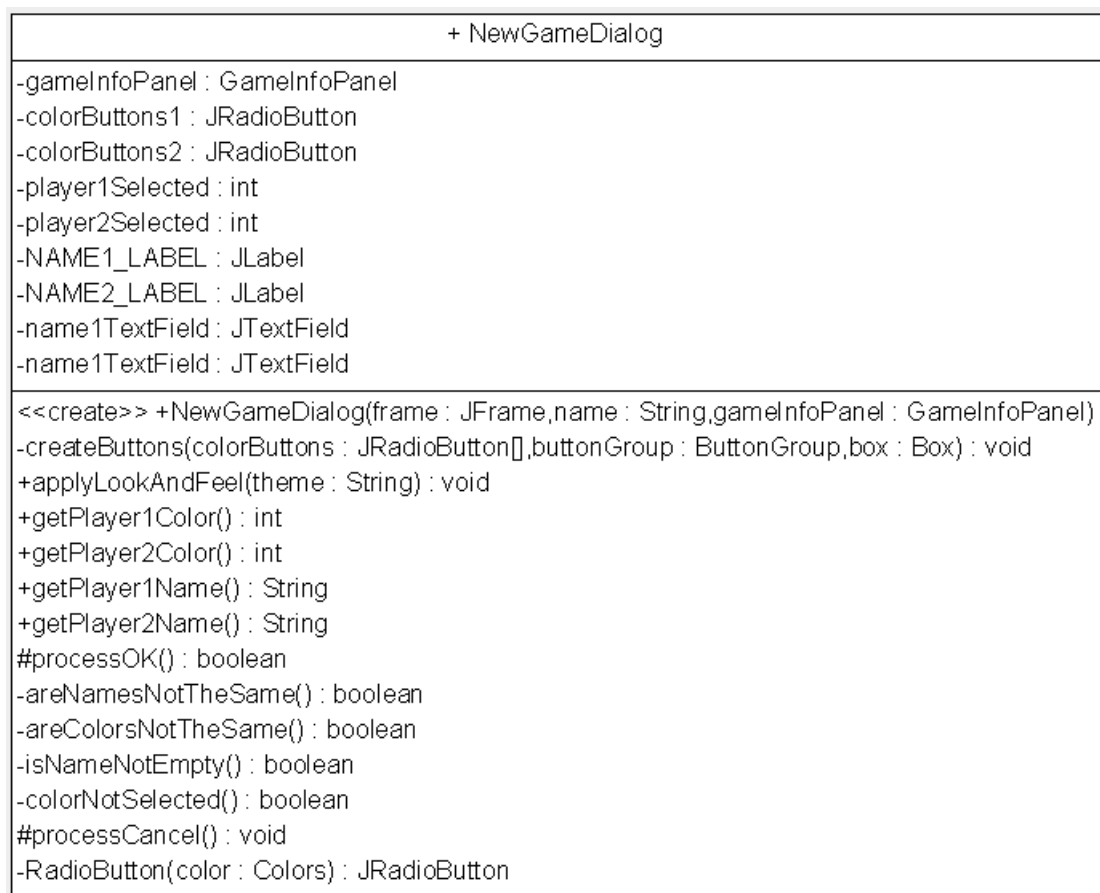 + NewGameDialog
-gameInfoPanel : GameInfoPanel
-colorButtons1 : JRadioButton
-colorButtons2 : JRadioButton
-player1Selected : int
-player2Selected : int
-NAME1_LABEL : JLabel
-NAME2_LABEL : JLabel
-name1TextField : JTextField
-name1TextField : JTextField
<<create>> +NewGameDialog(frame : JFrame,name : String,gameInfoPanel : GameInfoPanel)
-createButtons(colorButtons : JRadioButton[],buttonGroup : ButtonGroup,box : Box) : void
+applyLookAndFeel(theme : String) : void
+getPlayer1Color() : int
+getPlayer2Color() : int
+getPlayer1Name() : String
+getPlayer2Name() : String
#processOK() : boolean
-areNamesNotTheSame() : boolean
-areColorsNotTheSame() : boolean
-isNameNotEmpty() : boolean
-colorNotSelected() : boolean
#processCancel() : void
-RadioButton(color : Colors) : JRadioButton